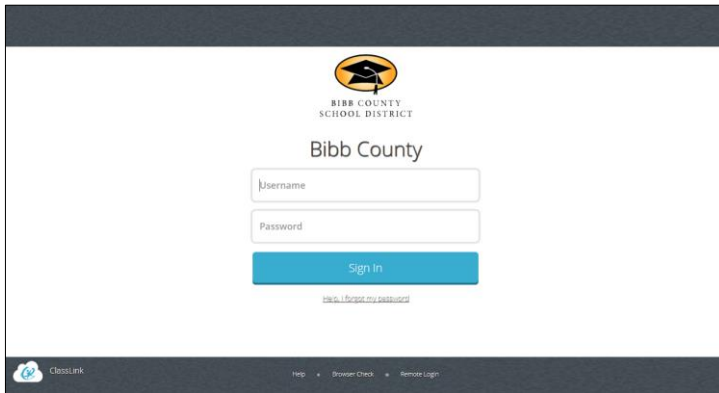 BIBB COUNTY
SCHOOL DISTRICT
Bibb County
Username
Password
Sign In
Help, I forgot my password
ClassLink
Help • Browser Check • Remote Login